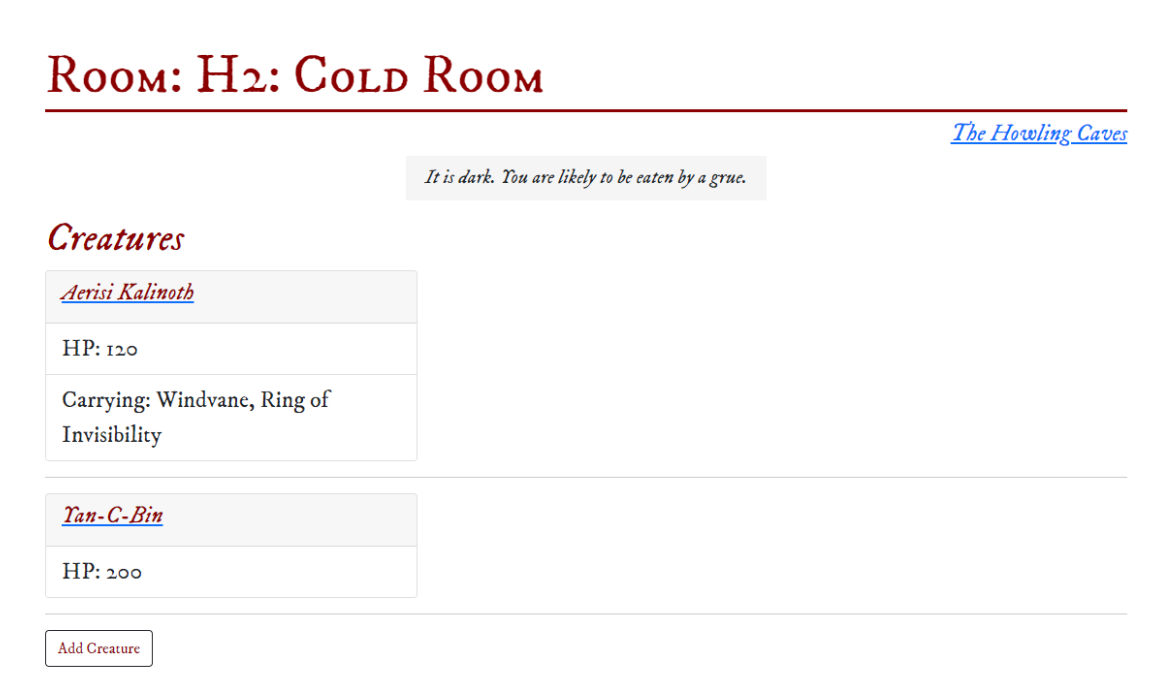 Room: H2: Cold Room
The Howling Caves
It is dark. You are likely to be eaten by a grue.
Creatures
Aerisi Kalinoth
HP: 120
Carrying: Windvane, Ring of
Invisibility
Yan-C-Bin
HP: 200
Add Creature